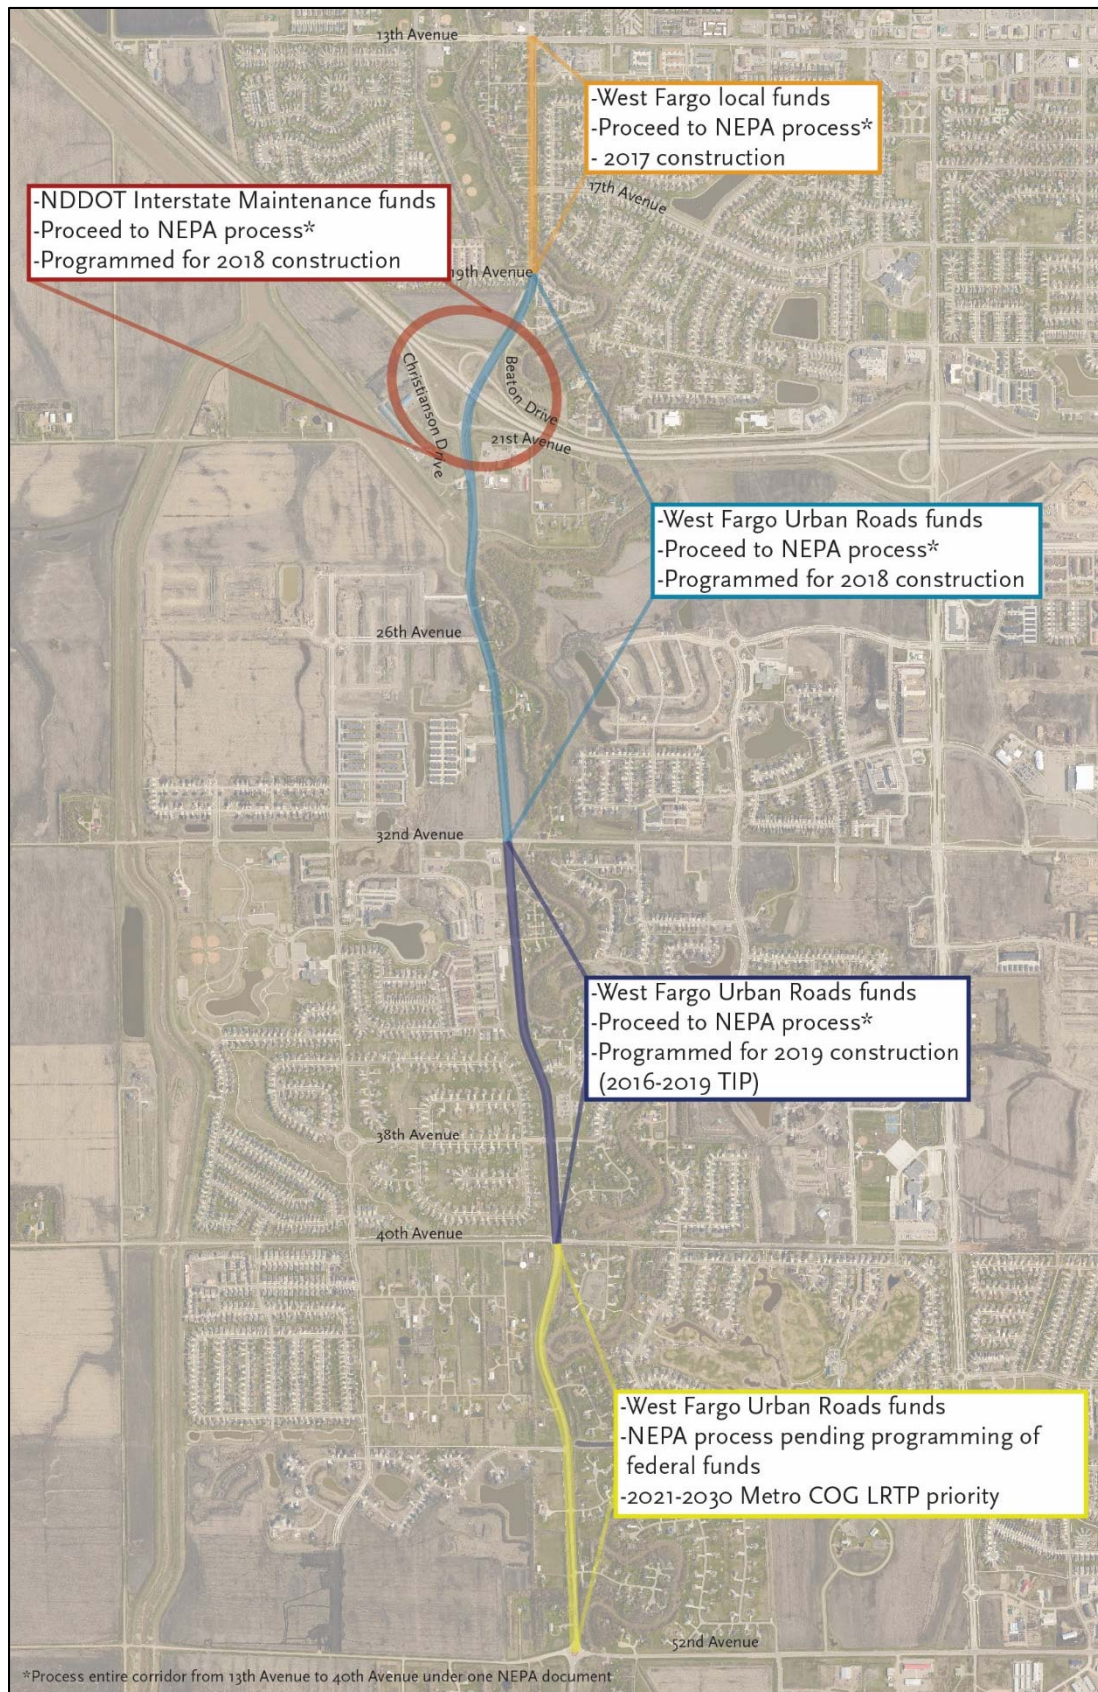 13th Avenue
-West Fargo local funds
-Proceed to NEPA process*
- 2017 construction
17th Avenue
-NDDOT Interstate Maintenance funds
-Proceed to NEPA process*
-Programmed for 2018 construction
19th Avenue
Christianson Drive
Beaton Drive
21st Avenue
-West Fargo Urban Roads funds
-Proceed to NEPA process*
-Programmed for 2018 construction
26th Avenue
32nd Avenue
-West Fargo Urban Roads funds
-Proceed to NEPA process*
-Programmed for 2019 construction
(2016-2019 TIP)
38th Avenue
40th Avenue
-West Fargo Urban Roads funds
-NEPA process pending programming of
federal funds
-2021-2030 Metro COG LRTP priority
52nd Avenue
*Process entire corridor from 13th Avenue to 40th Avenue under one NEPA document